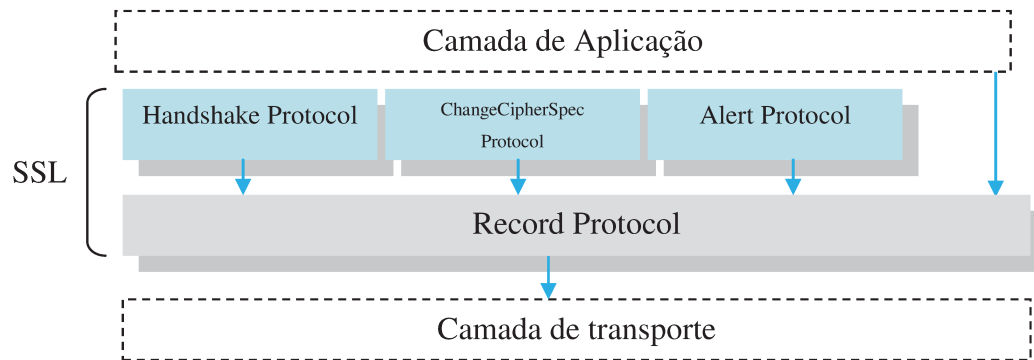 Camada de Aplicação
SSL
Handshake Protocol
ChangeCipherSpec
Protocol
Alert Protocol
Record Protocol
Camada de transporte